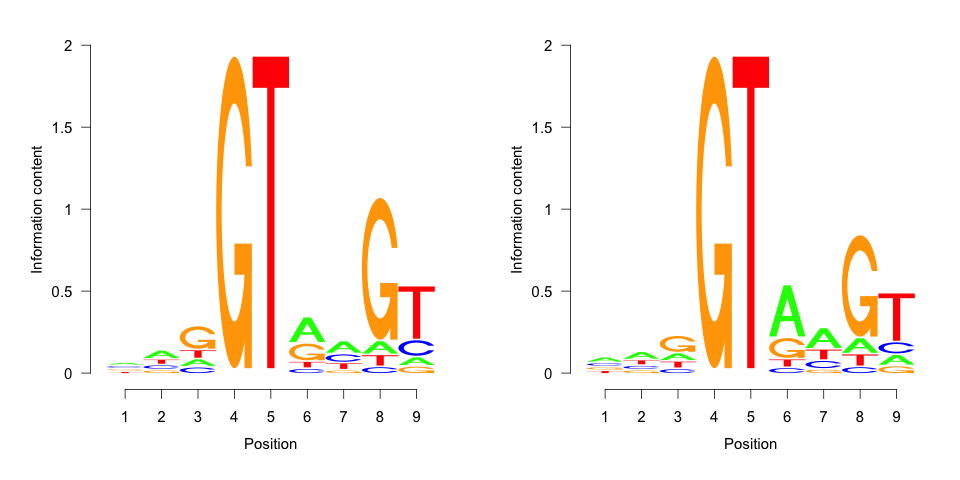 2
1.5
1
0.5
0
Information content
1 2 3 4 5 6 7 8 9
Position
A C G T
A T C G
G T A C
G
T
A G T C
A C T G
G A T C
T C A G
2
1.5
1
0.5
0
Information content
1 2 3 4 5 6 7 8 9
Position
A C G T
A T C G
G A T C
G
T
A G T C
A T C G
G A T C
T C A G